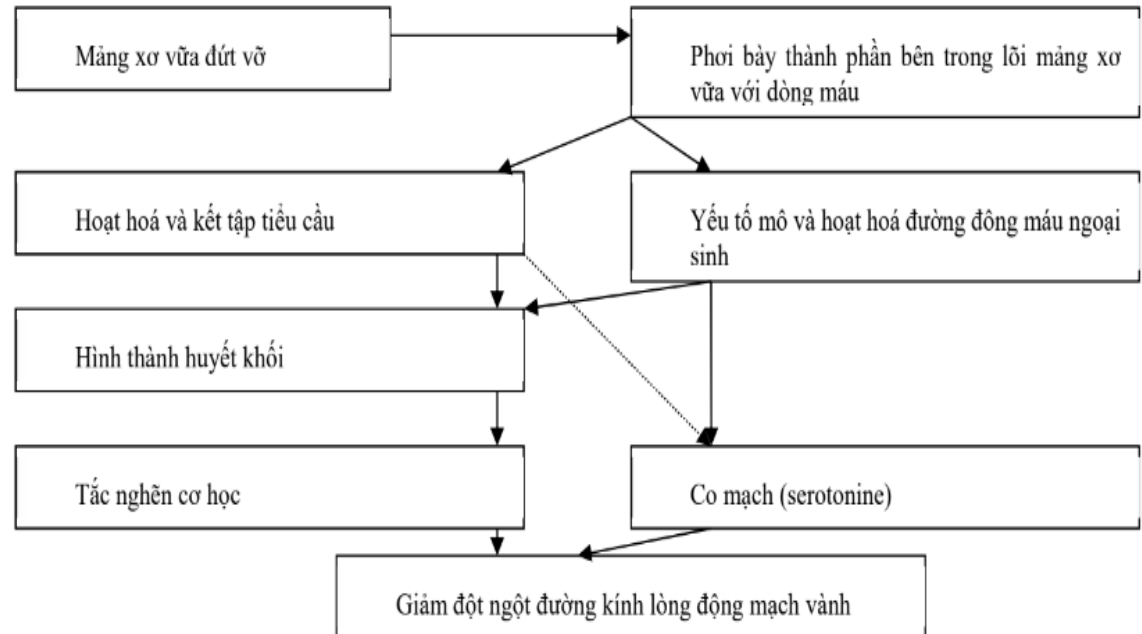 Mảng xơ vữa đứt vỡ
Phơi bày thành phần bên trong lõi mảng xơ
vữa với dòng máu
Hoạt hoá và kết tập tiểu cầu
Yếu tố mô và hoạt hoá đường đông máu ngoại
sinh
Hình thành huyết khối
Tắc nghẽn cơ học
Co mạch (serotonine)
Giảm đột ngột đường kính lòng động mạch vành